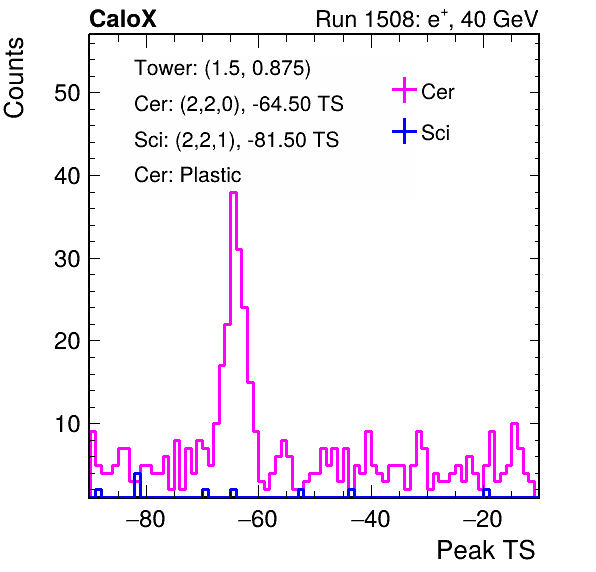 CaloX Run 1508: e⁺, 40 GeV
Counts
Tower: (1.5, 0.875)
Cer: (2,2,0), -64.50 TS
Sci: (2,2,1), -81.50 TS
Cer: Plastic
Cer
Sci
50
40
30
20
10
−80 −60 −40 −20
Peak TS